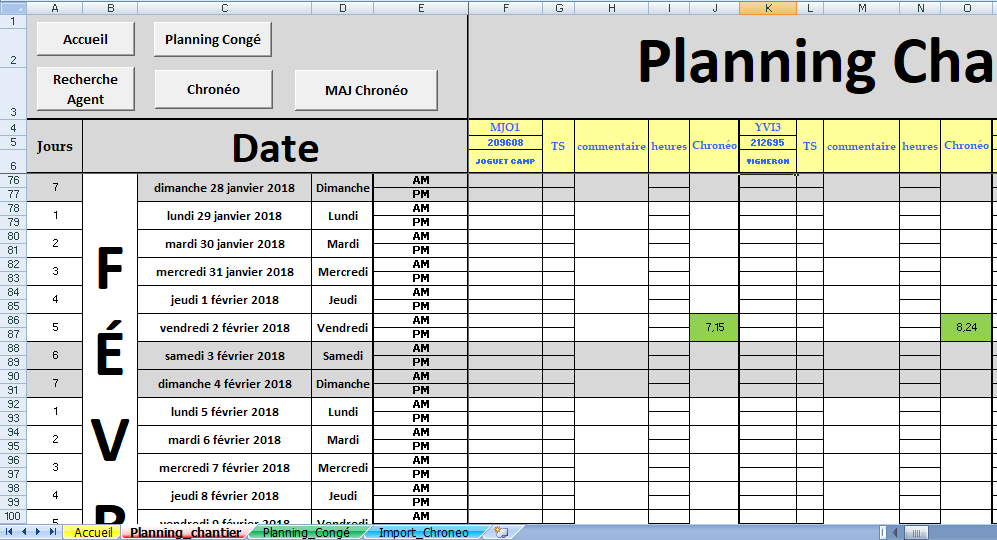 A B C D E F G H I J K L M N O
1 Accueil Planning Congé
2 Planning Cha
3 Recherche Agent Chronéo MAJ Chronéo
4 MJO1 YVI3
5 Jours Date 209608 TS commentaire heures Chronéo 212695 TS commentaire heures Chronéo
6 JOGUET CAMP VIGNERON
76 7 dimanche 28 janvier 2018 Dimanche AM
77 PM
78 1 lundi 29 janvier 2018 Lundi AM
79 PM
80 2 mardi 30 janvier 2018 Mardi AM
81 PM
82 3 mercredi 31 janvier 2018 Mercredi AM
83 PM
84 4 jeudi 1 février 2018 Jeudi AM
85 PM
86 5 vendredi 2 février 2018 Vendredi AM 7,15 8,24
87 PM
88 6 samedi 3 février 2018 Samedi AM
89 PM
90 7 dimanche 4 février 2018 Dimanche AM
91 PM
92 1 lundi 5 février 2018 Lundi AM
93 PM
94 2 mardi 6 février 2018 Mardi AM
95 PM
96 3 mercredi 7 février 2018 Mercredi AM
97 PM
98 4 jeudi 8 février 2018 Jeudi AM
99 PM
100 5 vendredi 9 février 2018 Vendredi AM
F
É
V
R
Accueil Planning_chantier Planning_Congé Import_Chroneo